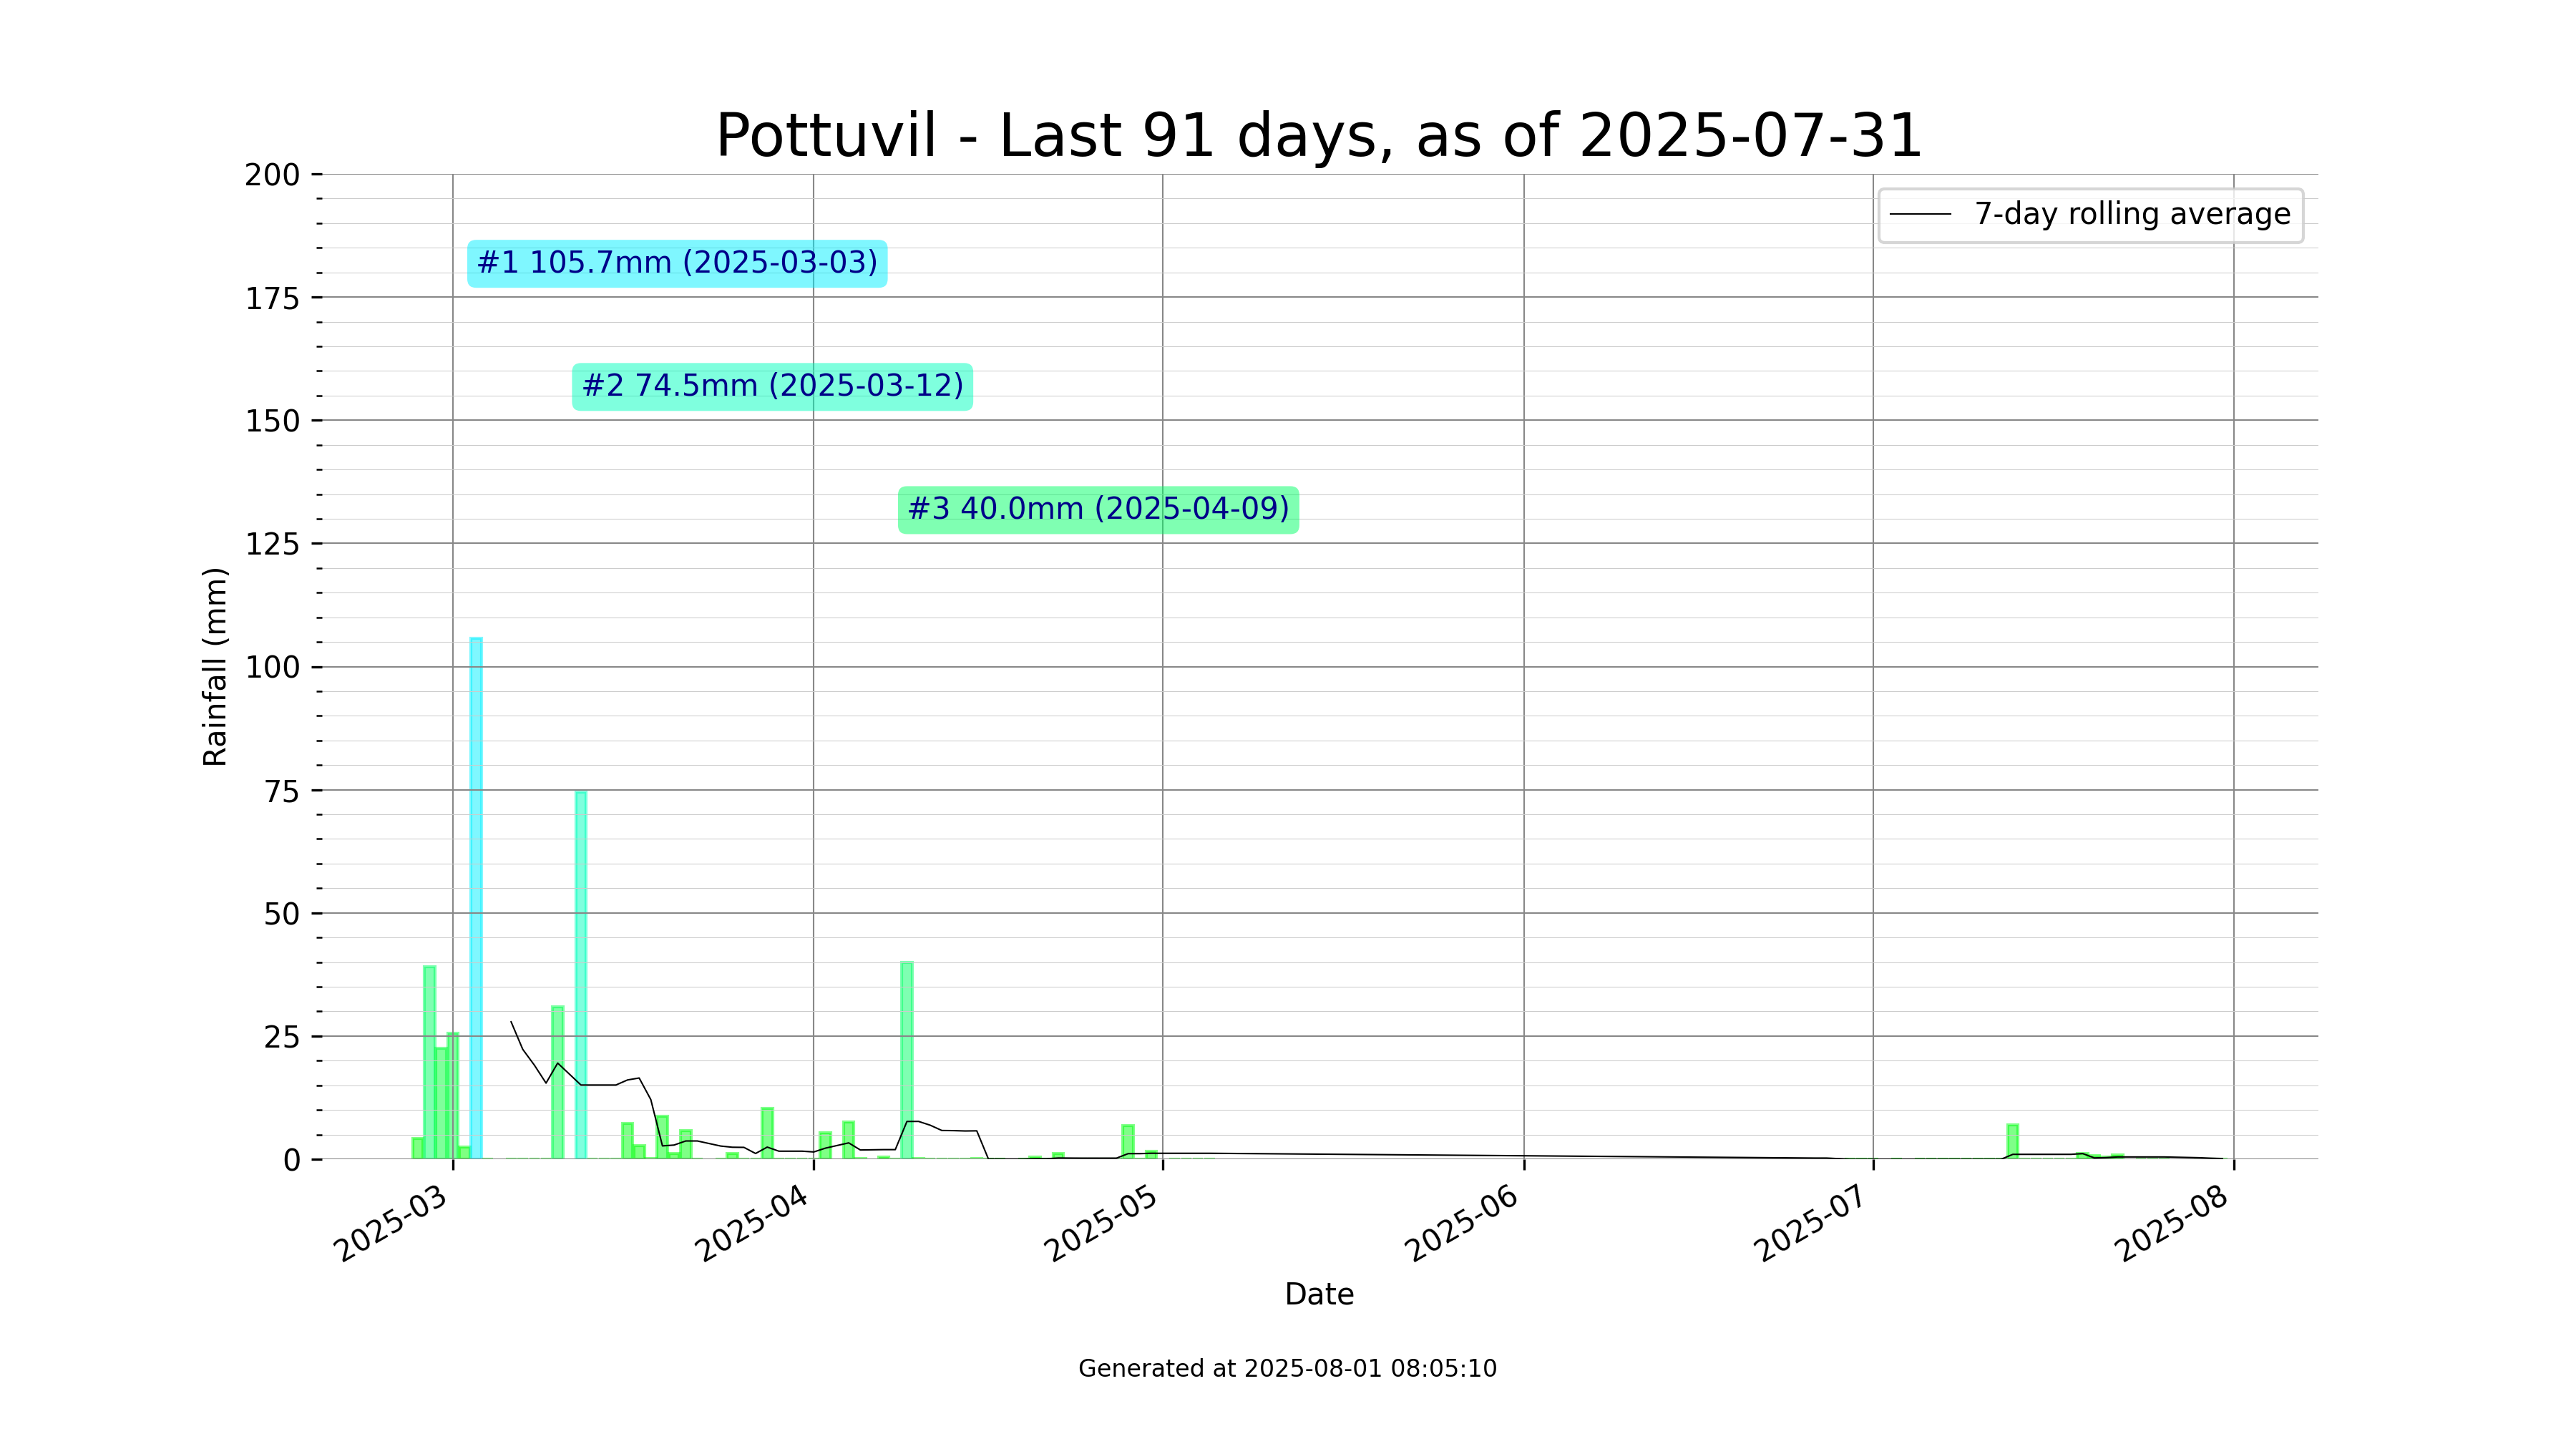 Pottuvil - Last 91 days, as of 2025-07-31
7-day rolling average
#1 105.7mm (2025-03-03)
#2 74.5mm (2025-03-12)
#3 40.0mm (2025-04-09)
Rainfall (mm)
200
175
150
125
100
75
50
25
0
2025-03
2025-04
2025-05
2025-06
2025-07
2025-08
Date
Generated at 2025-08-01 08:05:10